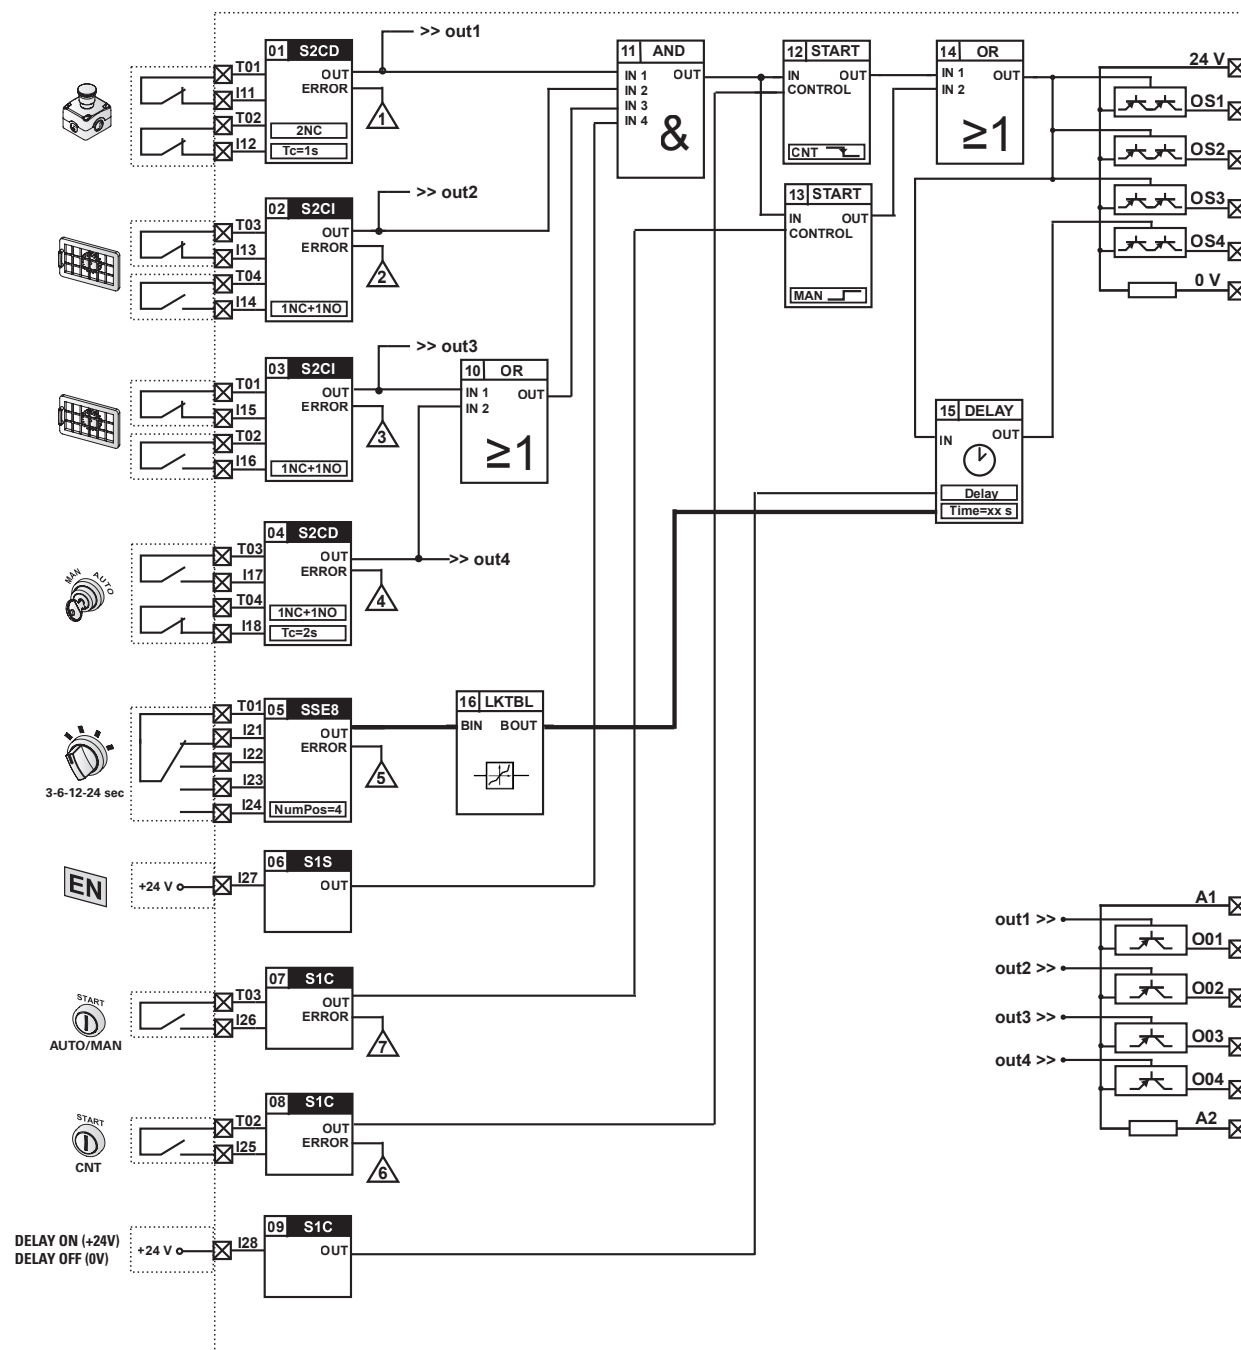 >> out1
01 S2CD
T01
OUT
I11
ERROR
1
T02
2NC
I12
Tc=1s
11 AND
IN 1 OUT
IN 2
IN 3
IN 4
&
12 START
IN OUT
CONTROL
CNT
14 OR
IN 1 OUT
IN 2
≥1
24 V
OS1
OS2
OS3
OS4
0 V
>> out2
02 S2CI
T03
OUT
I13
ERROR
2
T04
I14
1NC+1NO
13 START
IN OUT
CONTROL
MAN
>> out3
03 S2CI
T01
OUT
I15
ERROR
3
T02
I16
1NC+1NO
10 OR
IN 1 OUT
IN 2
≥1
15 DELAY
IN OUT
Delay
Time=xx s
MAN AUTO
04 S2CD
T03
OUT
I17
ERROR
4
T04
1NC+1NO
I18
Tc=2s
>> out4
3-6-12-24 sec
T01
05 SSE8
I21
OUT
I22
ERROR
5
I23
I24
NumPos=4
16 LKTBL
BIN BOUT
EN
+24 V
I27
06 S1S
OUT
START
AUTO/MAN
07 S1C
T03
OUT
I26
ERROR
7
START
CNT
08 S1C
T02
OUT
I25
ERROR
6
DELAY ON (+24V)
DELAY OFF (0V)
+24 V
I28
09 S1C
OUT
A1
out1 >>
O01
out2 >>
O02
out3 >>
O03
out4 >>
O04
A2